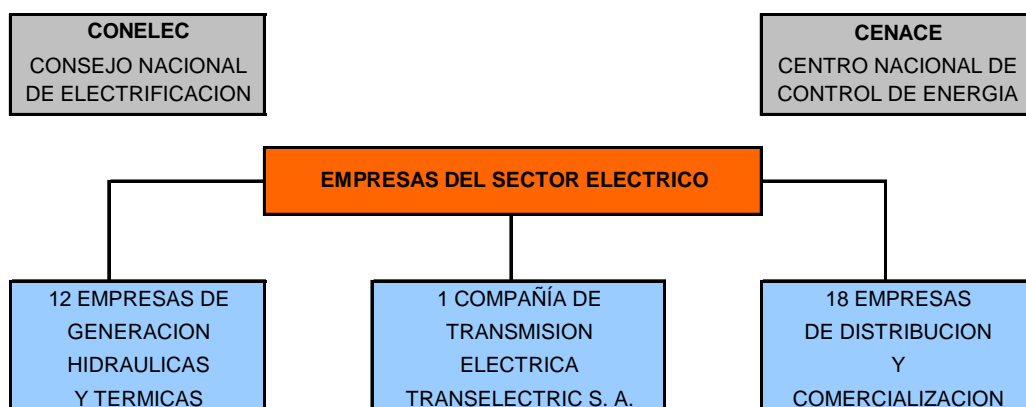 CONELEC
CONSEJO NACIONAL
DE ELECTRIFICACION
CENACE
CENTRO NACIONAL DE
CONTROL DE ENERGIA
EMPRESAS DEL SECTOR ELECTRICO
12 EMPRESAS DE
GENERACION
HIDRAULICAS
Y TERMICAS
1 COMPAÑÍA DE
TRANSMISION
ELECTRICA
TRANSELECTRIC S. A.
18 EMPRESAS
DE DISTRIBUCION
Y
COMERCIALIZACION